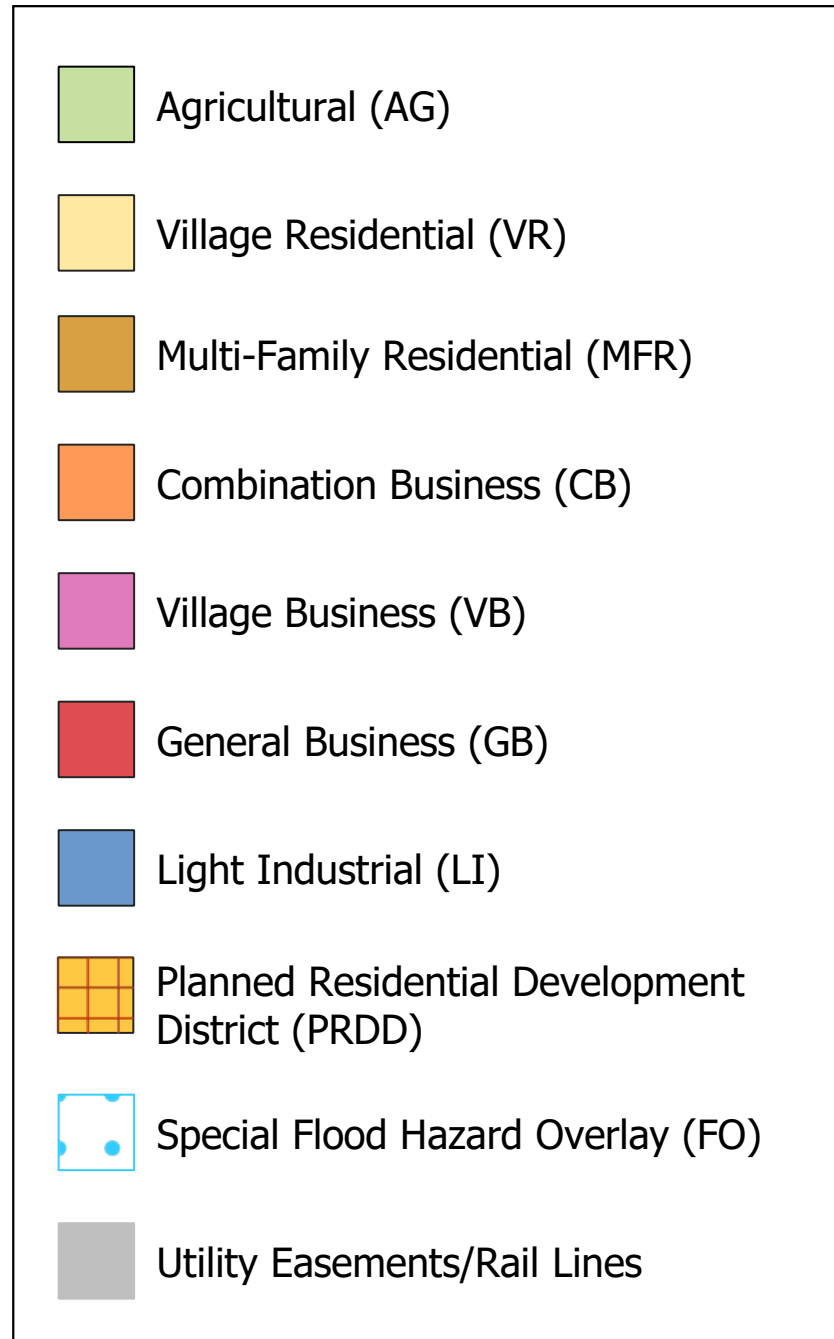 Agricultural (AG)
Village Residential (VR)
Multi-Family Residential (MFR)
Combination Business (CB)
Village Business (VB)
General Business (GB)
Light Industrial (LI)
Planned Residential Development
District (PRDD)
Special Flood Hazard Overlay (FO)
Utility Easements/Rail Lines